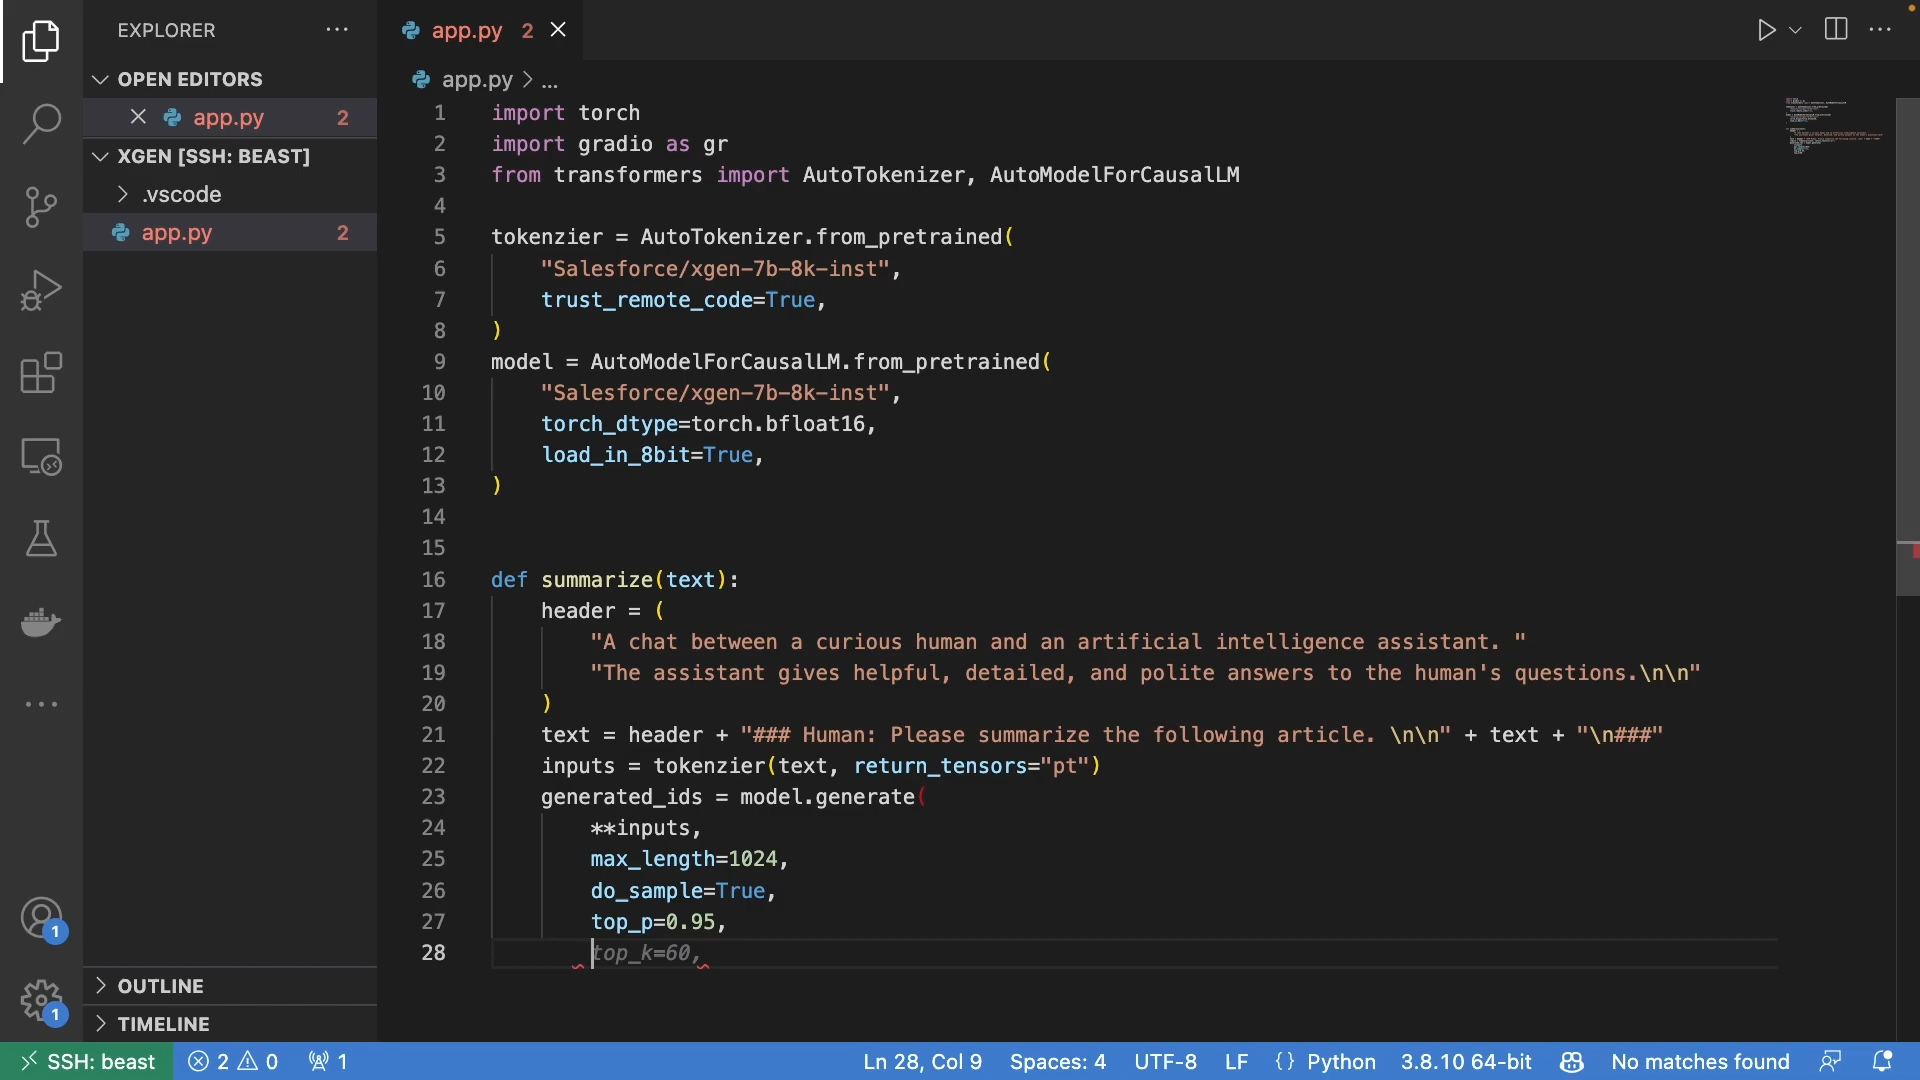 EXPLORER
OPEN EDITORS
app.py 2
XGEN [SSH: BEAST]
.vscode
app.py 2
OUTLINE
TIMELINE
1
1
app.py 2
app.py > ...
1 import torch
2 import gradio as gr
3 from transformers import AutoTokenizer, AutoModelForCausalLM
4
5 tokenzier = AutoTokenizer.from_pretrained(
6 "Salesforce/xgen-7b-8k-inst",
7 trust_remote_code=True,
8 )
9 model = AutoModelForCausalLM.from_pretrained(
10 "Salesforce/xgen-7b-8k-inst",
11 torch_dtype=torch.bfloat16,
12 load_in_8bit=True,
13 )
14
15
16 def summarize(text):
17 header = (
18 "A chat between a curious human and an artificial intelligence assistant. "
19 "The assistant gives helpful, detailed, and polite answers to the human's questions.\n\n"
20 )
21 text = header + "### Human: Please summarize the following article. \n\n" + text + "\n###"
22 inputs = tokenzier(text, return_tensors="pt")
23 generated_ids = model.generate(
24 **inputs,
25 max_length=1024,
26 do_sample=True,
27 top_p=0.95,
28 top_k=60,
SSH: beast 2 0 1 Ln 28, Col 9 Spaces: 4 UTF-8 LF {} Python 3.8.10 64-bit No matches found